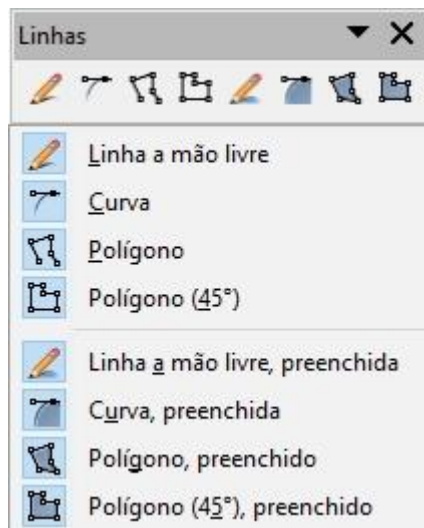 Linhas
Linha a mão livre
Curva
Polígono
Polígono (45°)
Linha a mão livre, preenchida
Curva, preenchida
Polígono, preenchido
Polígono (45°), preenchido